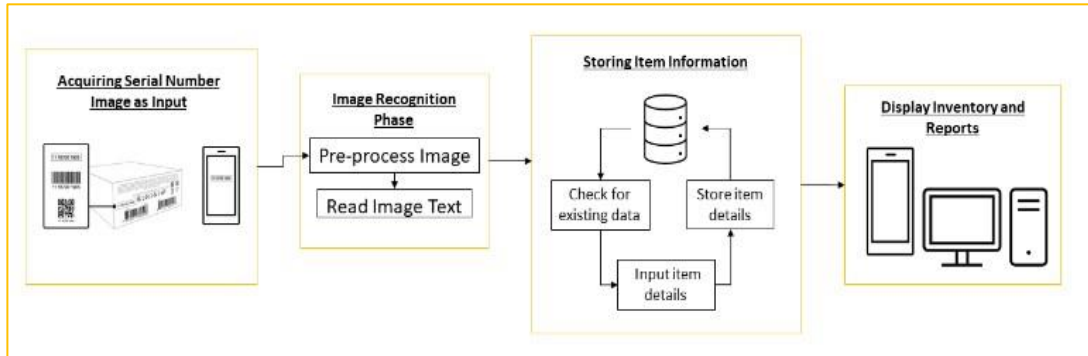 Acquiring Serial Number
Image as Input
Image Recognition
Phase
Pre-process Image
Read Image Text
Storing Item Information
Check for
existing data
Store item
details
Input item
details
Display Inventory and
Reports